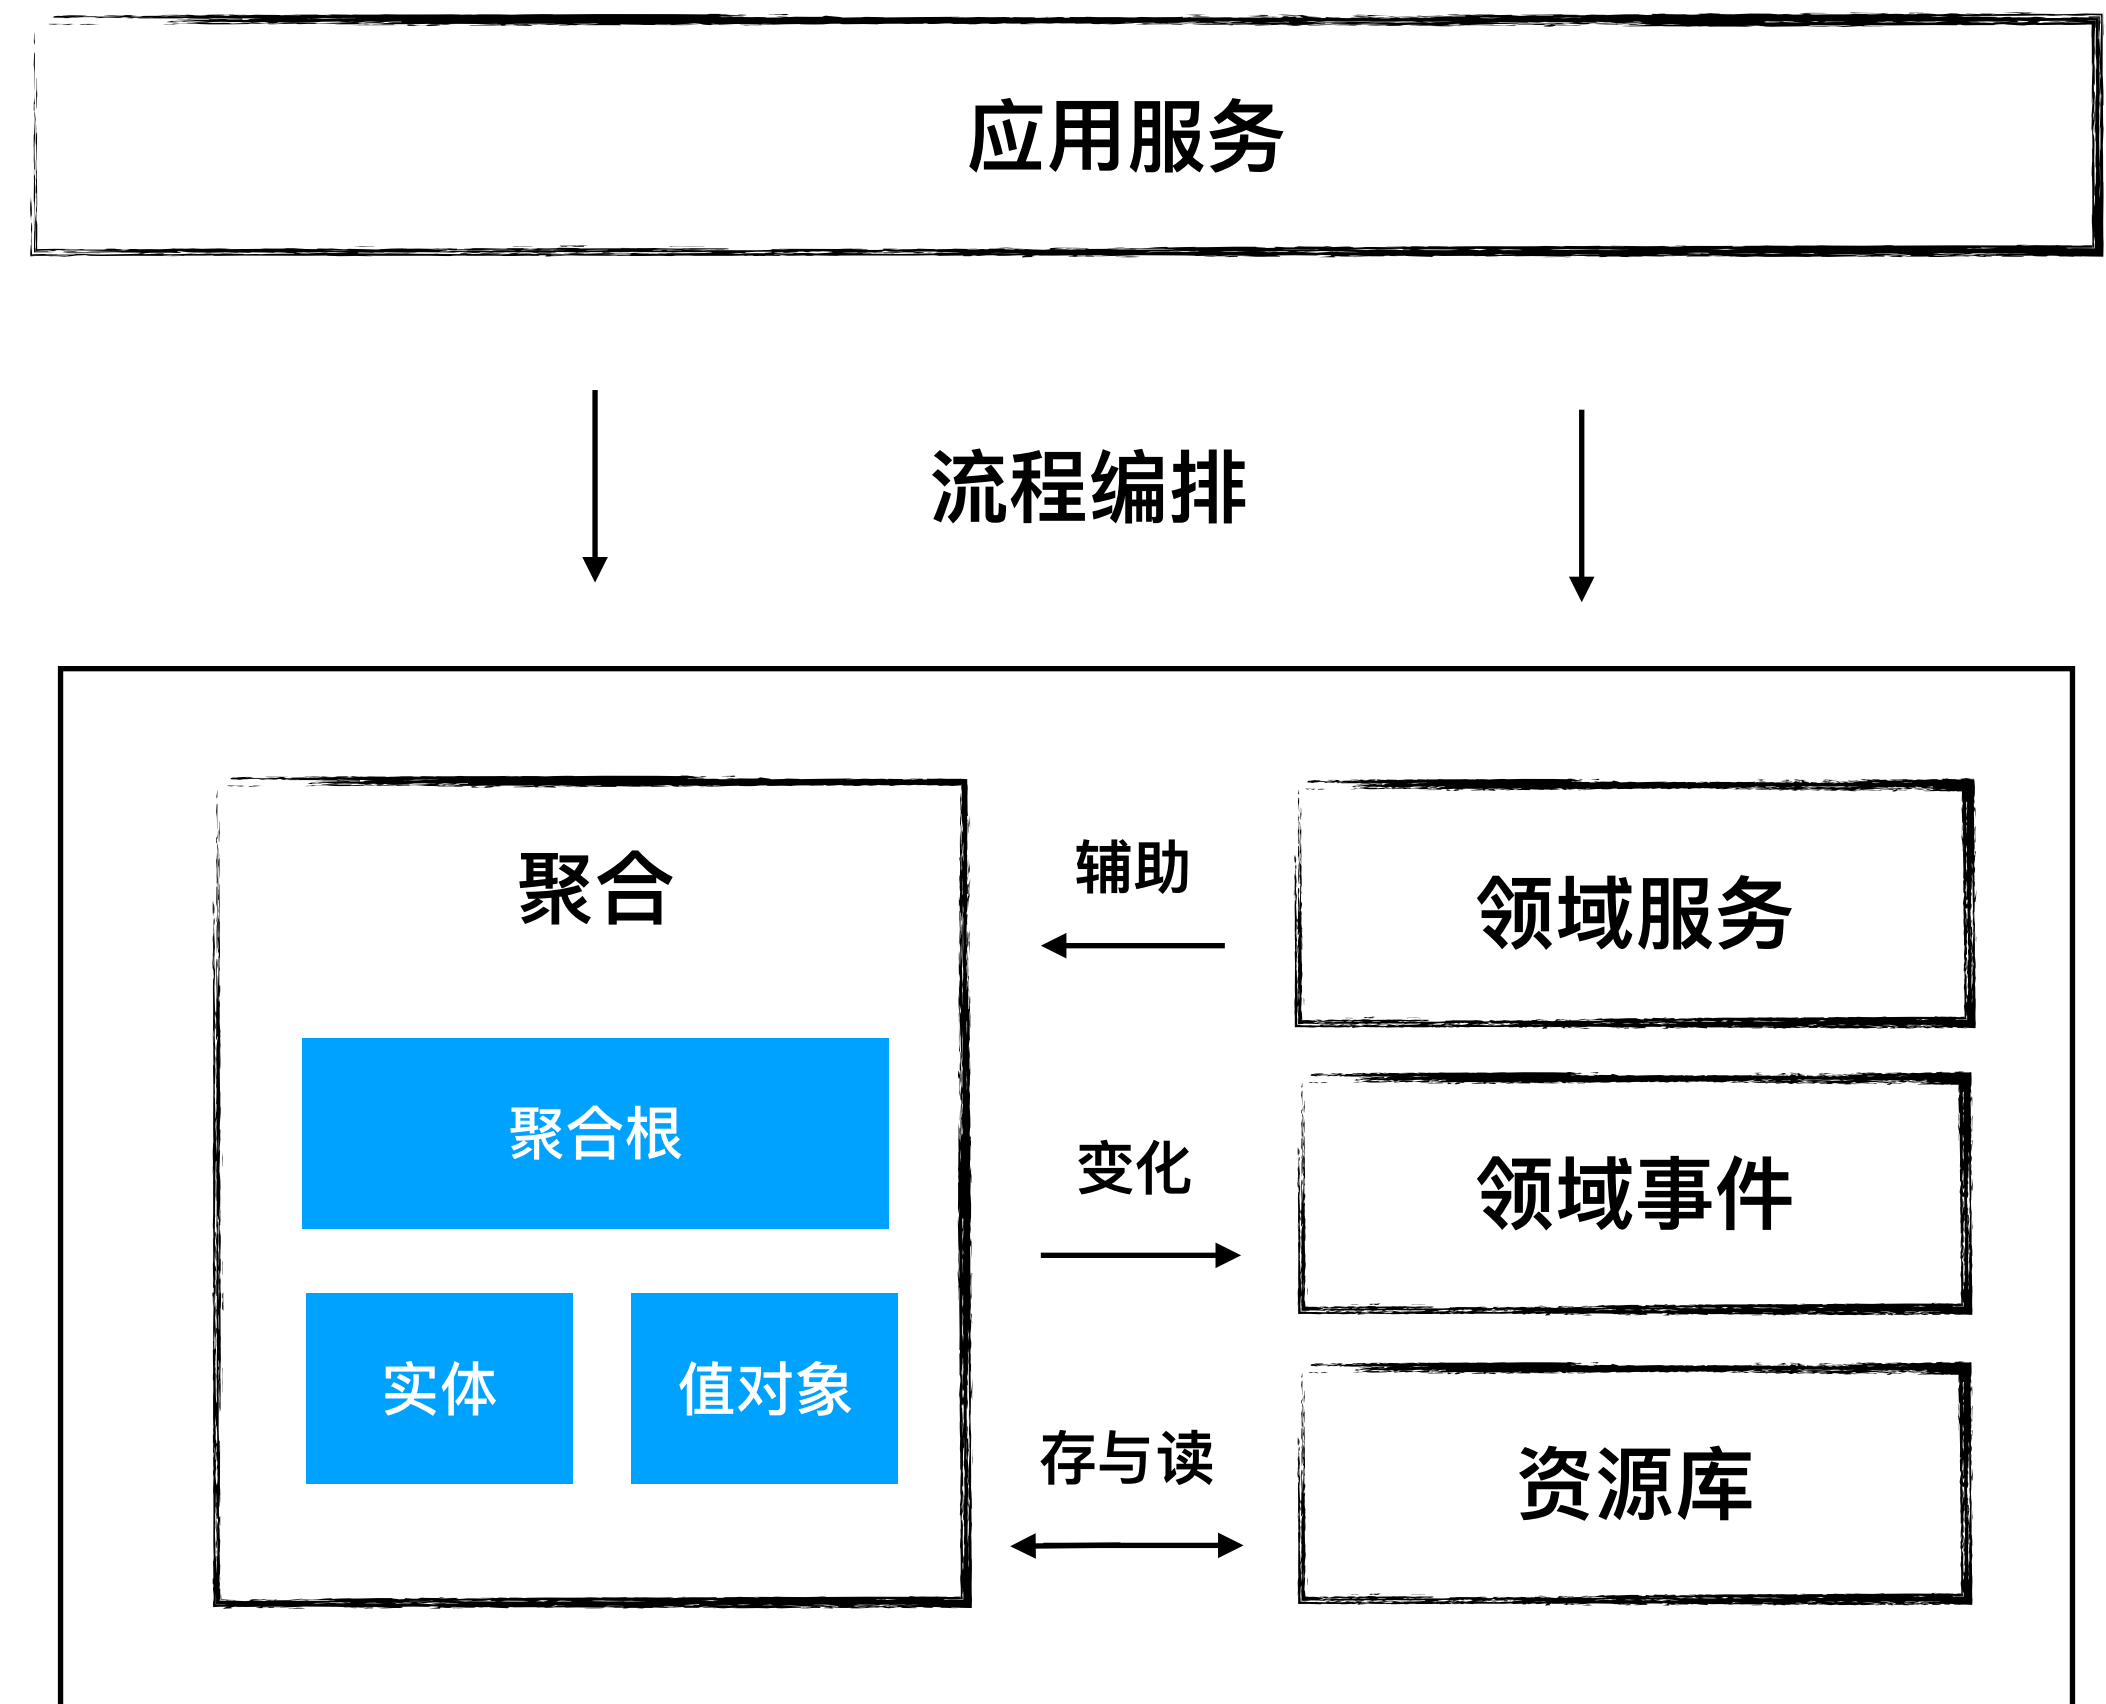 应用服务
流程编排
聚合
聚合根
实体
值对象
辅助
变化
存与读
领域服务
领域事件
资源库